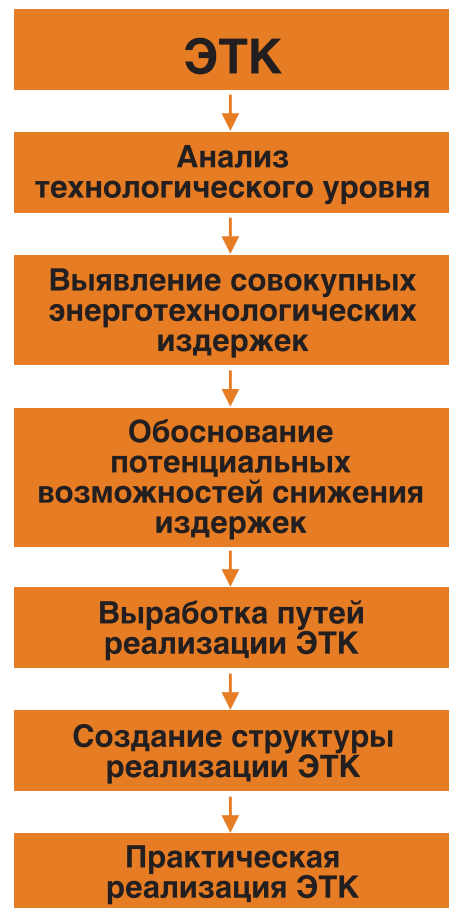 ЭТК
Анализ
технологического уровня
Выявление совокупных
энерготехнологических
издержек
Обоснование
потенциальных
возможностей снижения
издержек
Выработка путей
реализации ЭТК
Создание структуры
реализации ЭТК
Практическая
реализация ЭТК